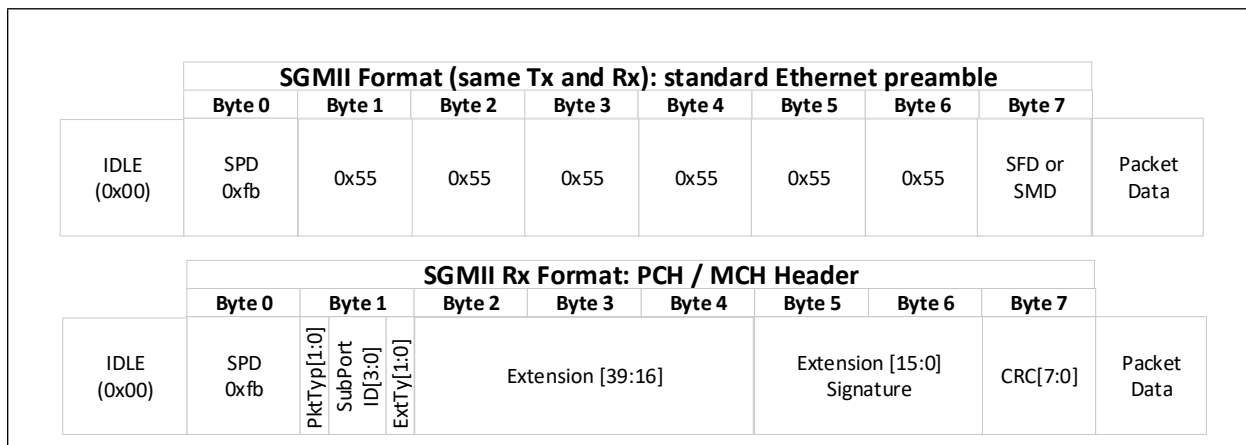 SGMII Format (same Tx and Rx): standard Ethernet preamble
Byte 0 Byte 1 Byte 2 Byte 3 Byte 4 Byte 5 Byte 6 Byte 7
IDLE
(0x00)
SPD
0xfb
0x55
0x55
0x55
0x55
0x55
0x55
SFD or
SMD
Packet
Data
SGMII Rx Format: PCH / MCH Header
Byte 0 Byte 1 Byte 2 Byte 3 Byte 4 Byte 5 Byte 6 Byte 7
IDLE
(0x00)
SPD
0xfb
PktTyp[1:0]
SubPort
ID[3:0]
ExtTy[1:0]
Extension [39:16]
Extension [15:0]
Signature
CRC[7:0]
Packet
Data